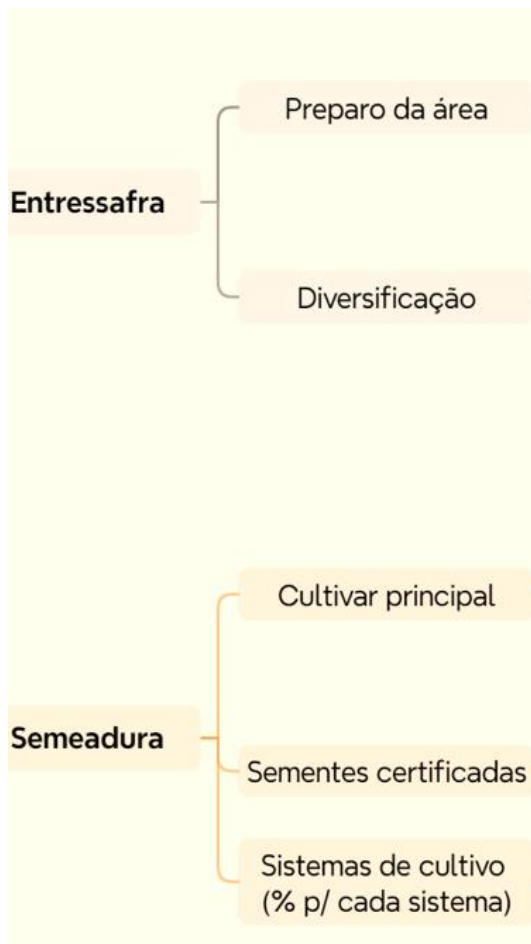 Entressafra
Preparo da área
Diversificação
Semeadura
Cultivar principal
Sementes certificadas
Sistemas de cultivo
(% p/ cada sistema)